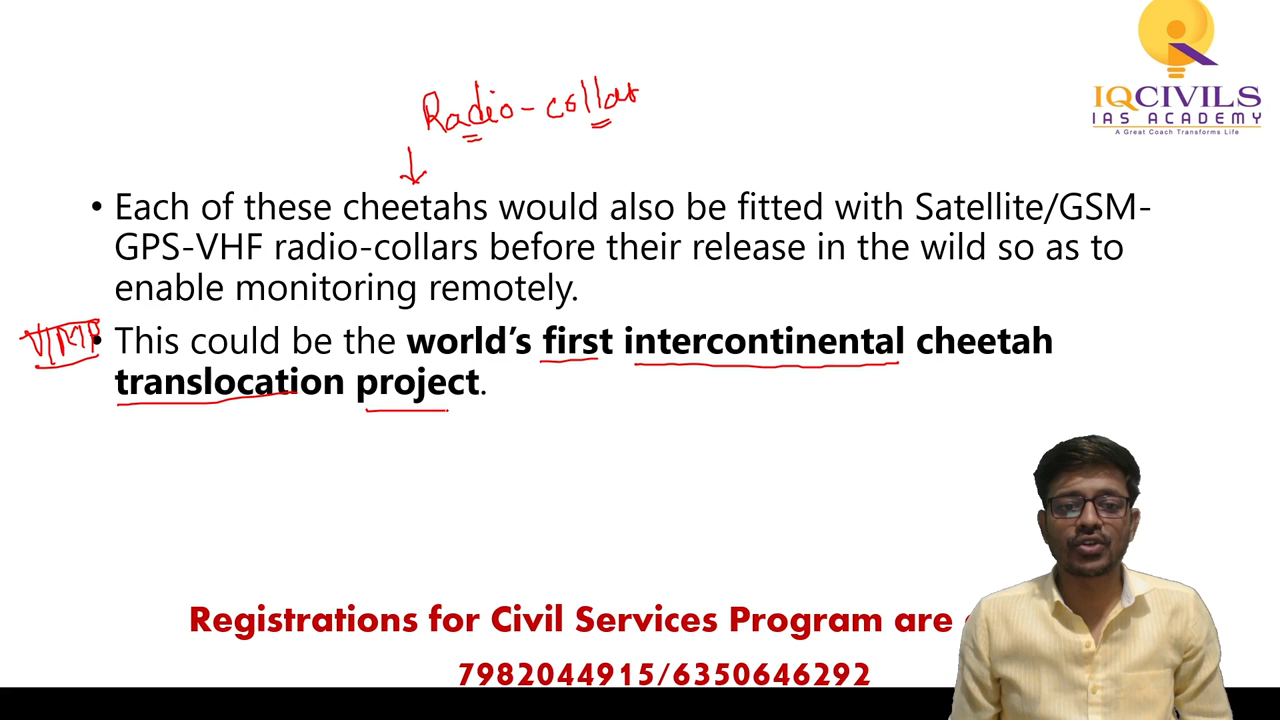 IQCIVILS
IAS ACADEMY
A Great Coach Transforms Life
Radio-collar
• Each of these cheetahs would also be fitted with Satellite/GSM-
GPS-VHF radio-collars before their release in the wild so as to
enable monitoring remotely.
VIMP
• This could be the world's first intercontinental cheetah
translocation project.
Registrations for Civil Services Program are
7982044915/6350646292